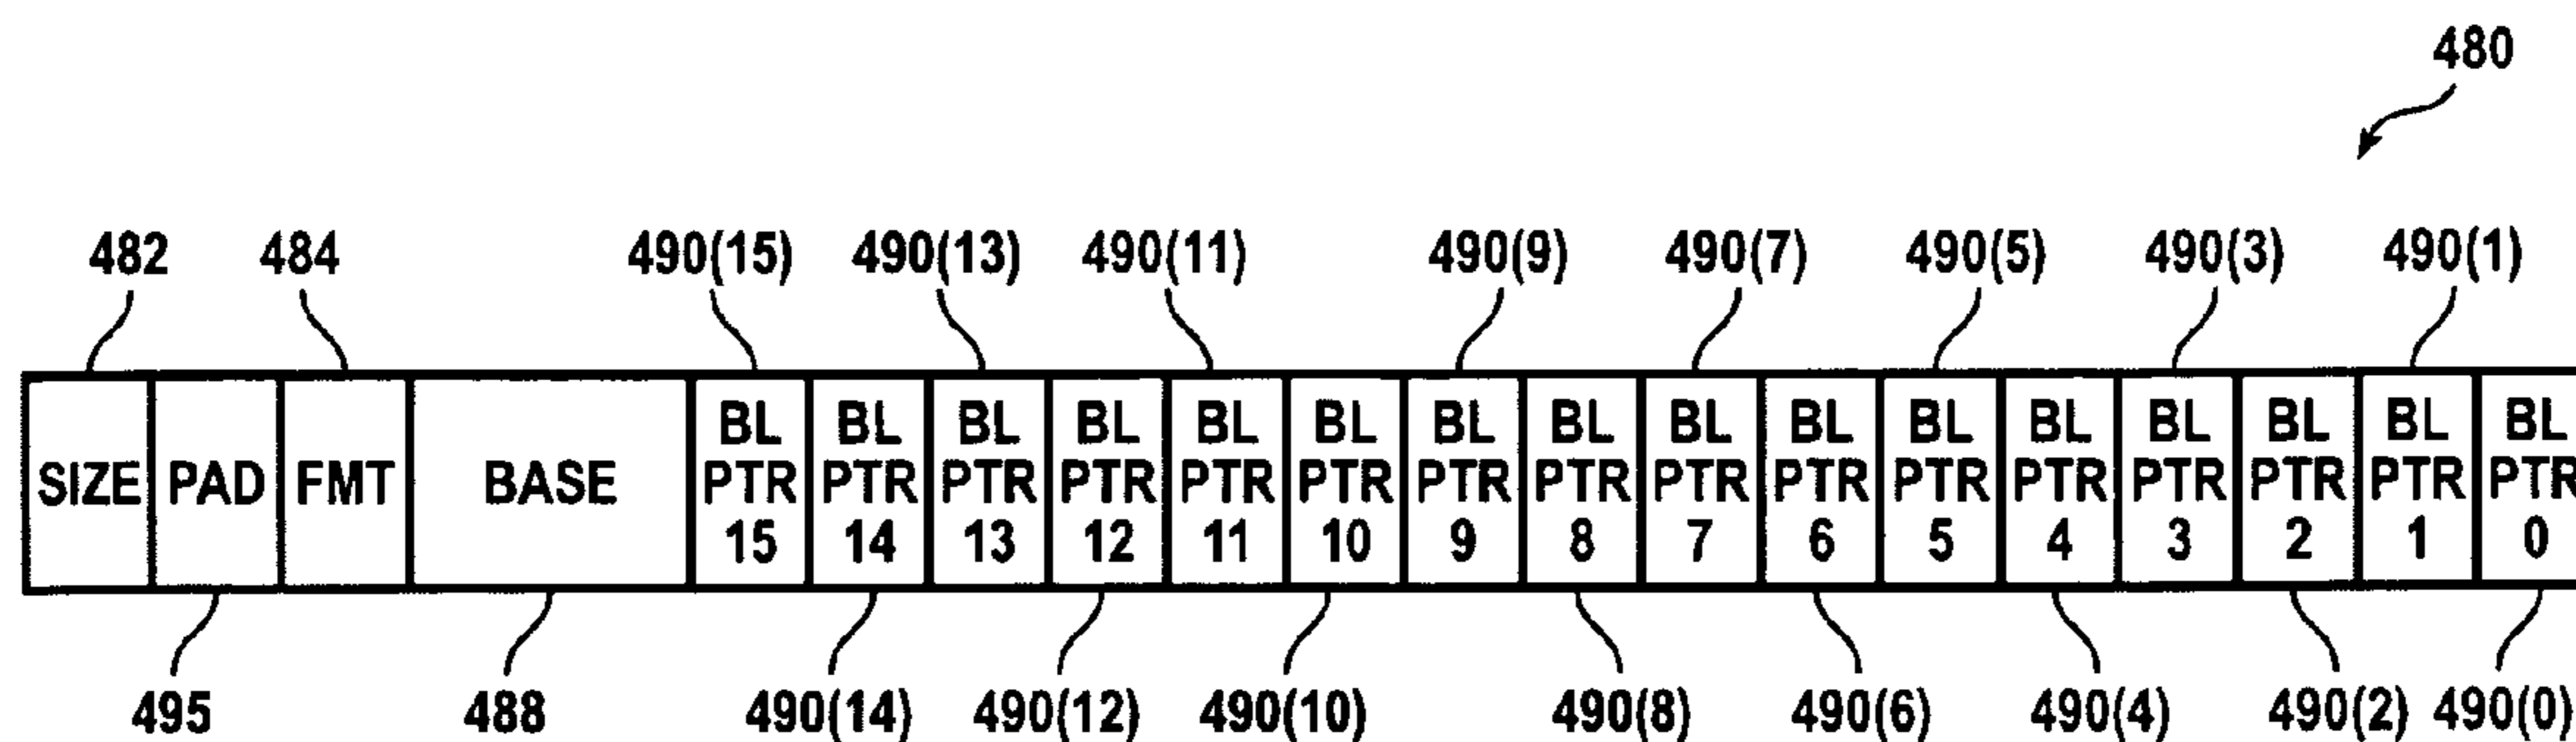 480
482 484 490(15) 490(13) 490(11) 490(9) 490(7) 490(5) 490(3) 490(1)
SIZE PAD FMT BASE BL PTR 15 BL PTR 14 BL PTR 13 BL PTR 12 BL PTR 11 BL PTR 10 BL PTR 9 BL PTR 8 BL PTR 7 BL PTR 6 BL PTR 5 BL PTR 4 BL PTR 3 BL PTR 2 BL PTR 1 BL PTR 0
495 488 490(14) 490(12) 490(10) 490(8) 490(6) 490(4) 490(2) 490(0)